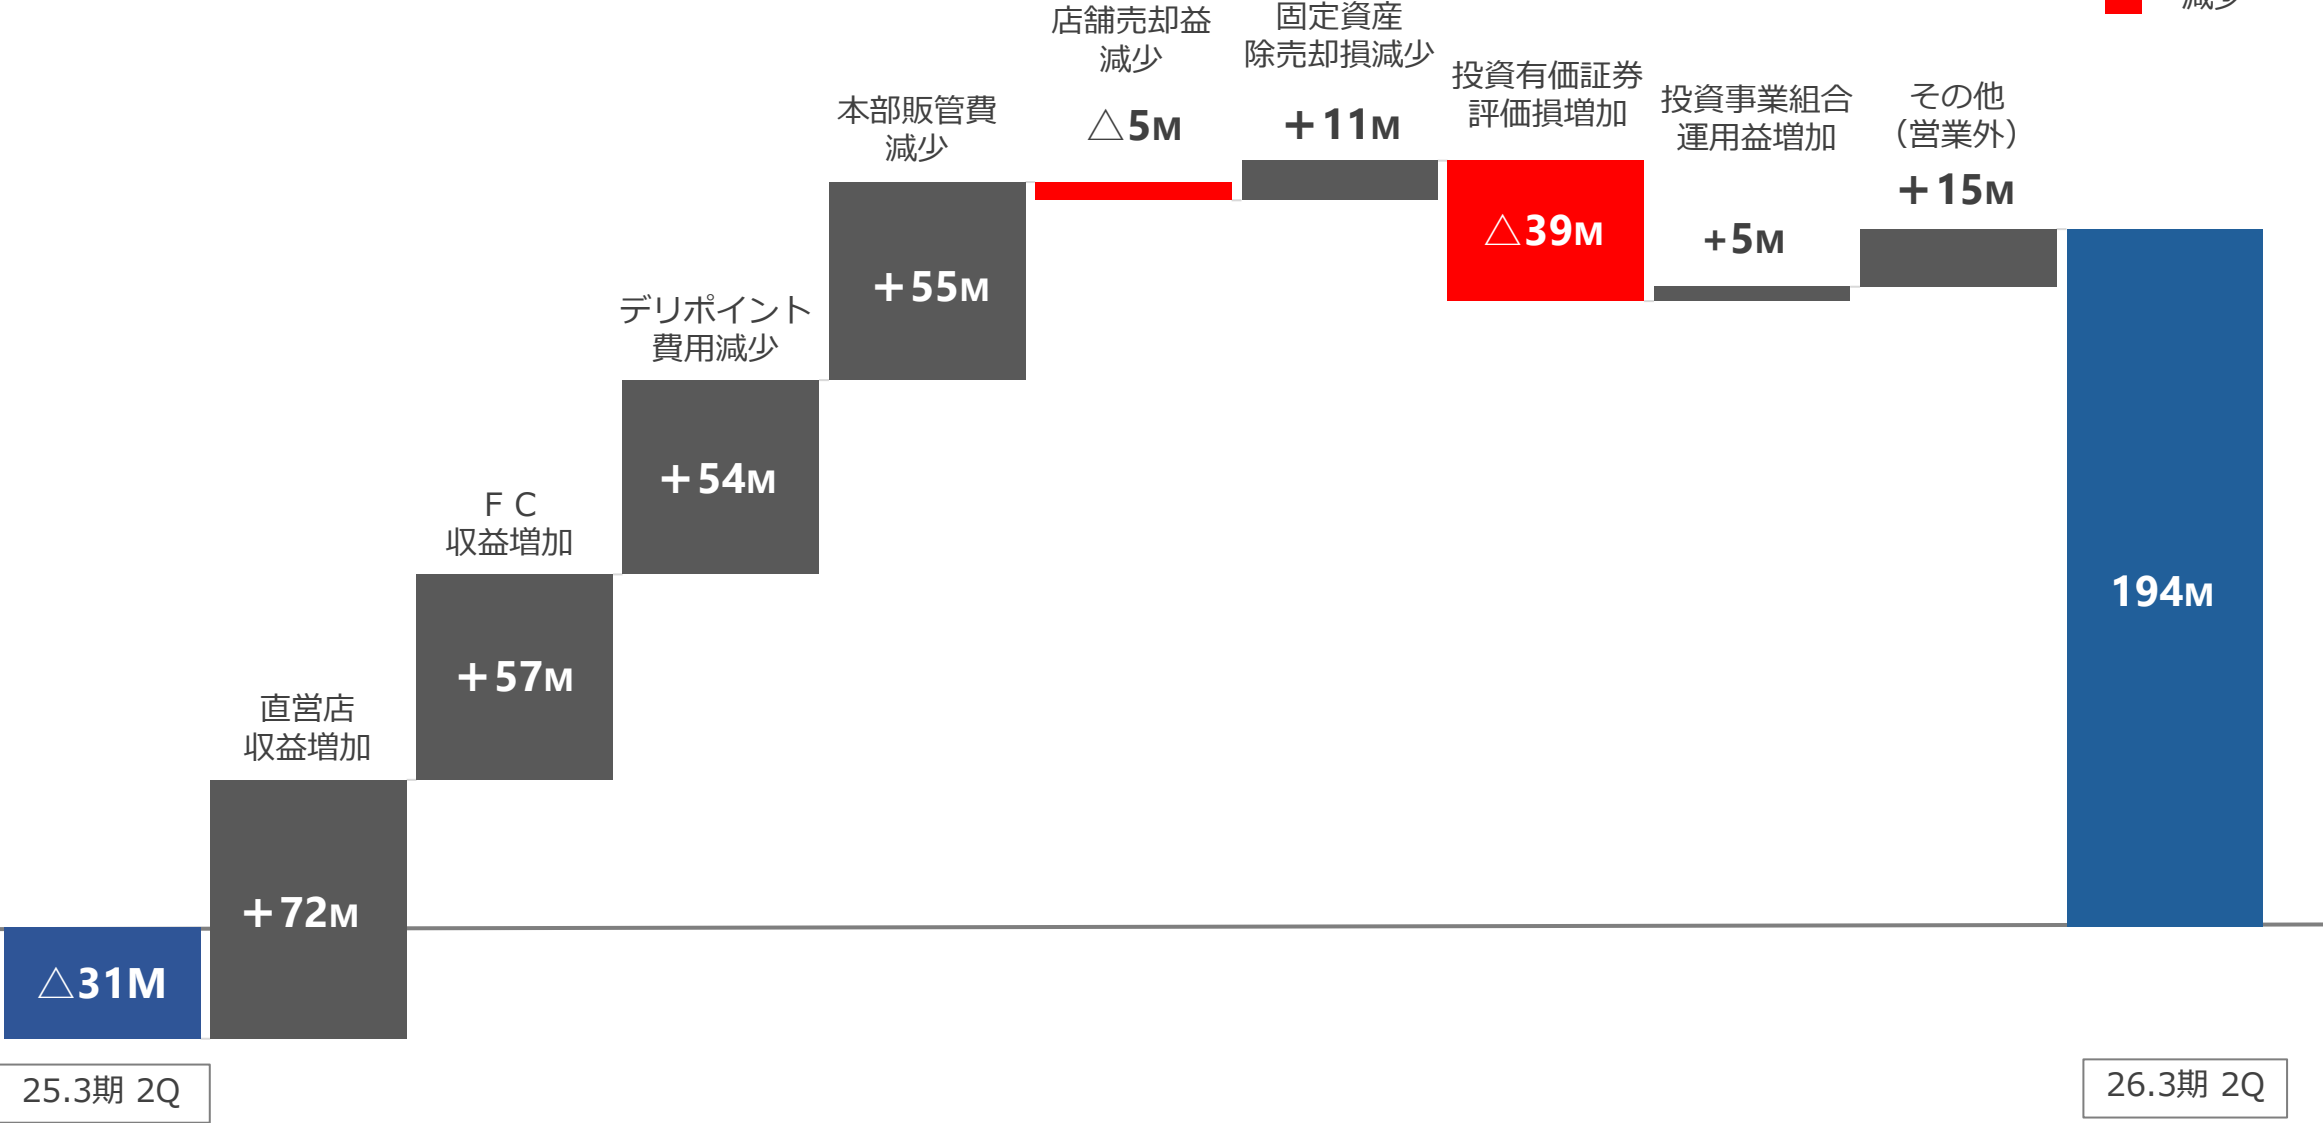 減少
店舗売却益
減少
△5M
固定資産
除売却損減少
＋11M
投資有価証券
評価損増加
△39M
投資事業組合
運用益増加
+5M
その他
（営業外）
＋15M
本部販管費
減少
＋55M
デリポイント
費用減少
＋54M
ＦＣ
収益増加
＋57M
直営店
収益増加
＋72M
△31M
194M
25.3期 2Q
26.3期 2Q